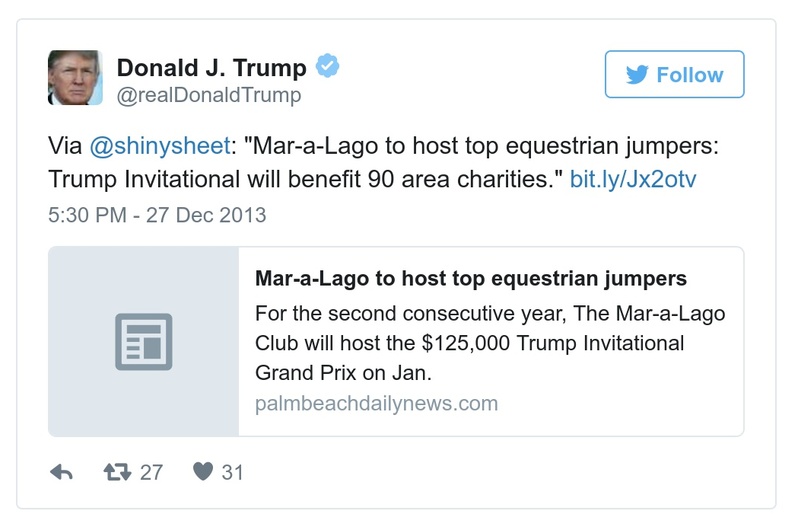 Donald J. Trump
@realDonaldTrump
Follow
Via @shinysheet: "Mar-a-Lago to host top equestrian jumpers:
Trump Invitational will benefit 90 area charities." bit.ly/Jx2otv
5:30 PM - 27 Dec 2013
Mar-a-Lago to host top equestrian jumpers
For the second consecutive year, The Mar-a-Lago
Club will host the $125,000 Trump Invitational
Grand Prix on Jan.
palmbeachdailynews.com
27 31